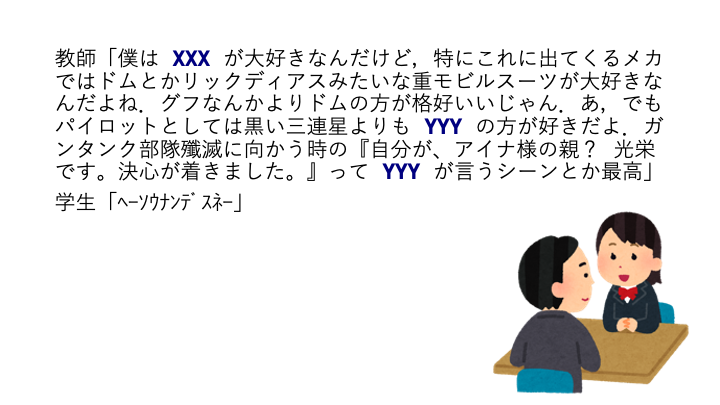 教師「僕は XXX が大好きなんだけど，特にこれに出てくるメカ
ではドムとかリックディアスみたいな重モビルスーツが大好きな
んだよね．グフなんかよりドムの方が格好いいじゃん．あ，でも
パイロットとしては黒い三連星よりも YYY の方が好きだよ．ガ
ンタンク部隊殲滅に向かう時の『自分が、アイナ様の親？ 光栄
です。決心が着きました。』って YYY が言うシーンとか最高」
学生「ﾍｰｿｳﾅﾝﾃﾞｽﾈｰ」